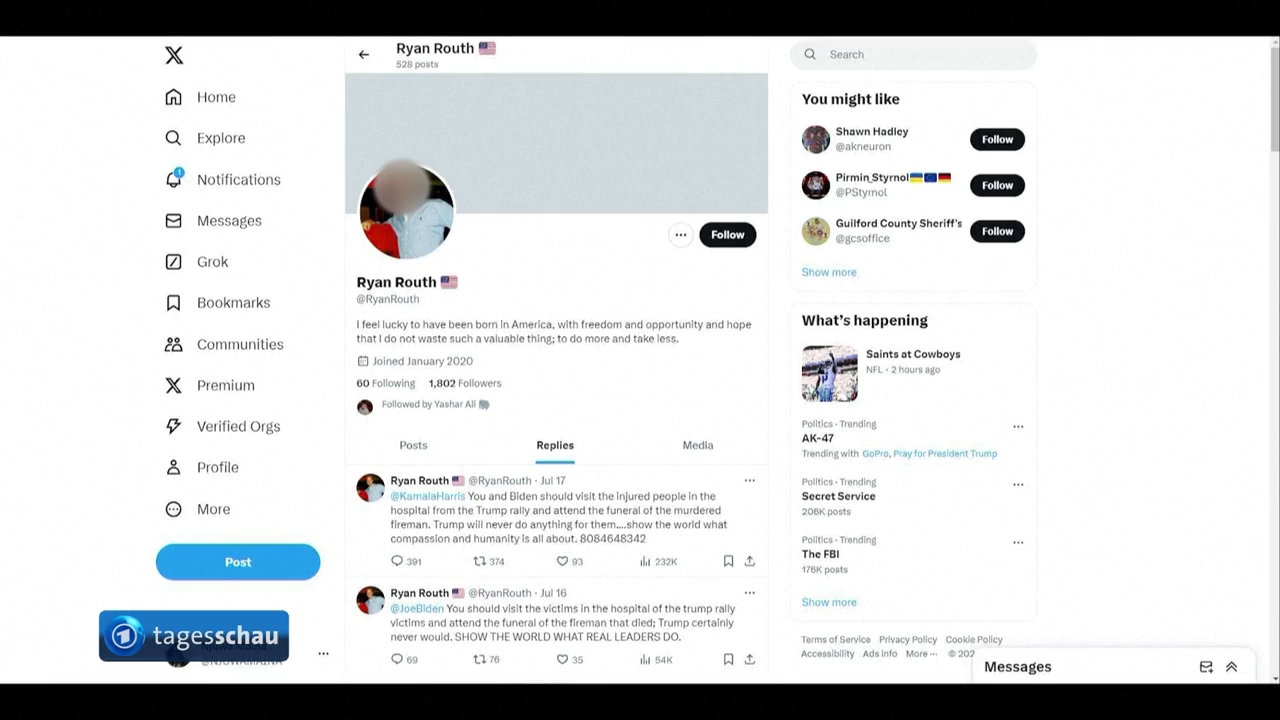 Home
Explore
1
Notifications
Messages
Grok
Bookmarks
Communities
Premium
Verified Orgs
Profile
More
Post
tagesschau
Ryan Routh
528 posts
Follow
Ryan Routh
@RyanRouth
I feel lucky to have been born in America, with freedom and opportunity and hope
that I do not waste such a valuable thing; to do more and take less.
Joined January 2020
60 Following 1,802 Followers
Followed by Yashar Ali
Posts Replies Media
Ryan Routh @RyanRouth · Jul 17
@KamalaHarris You and Biden should visit the injured people in the
hospital from the Trump rally and attend the funeral of the murdered
fireman. Trump will never do anything for them....show the world what
compassion and humanity is all about. 8084648342
391 374 93 232K
Ryan Routh @RyanRouth · Jul 16
@JoeBiden You should visit the victims in the hospital of the trump rally
victims and attend the funeral of the fireman that died; Trump certainly
never would. SHOW THE WORLD WHAT REAL LEADERS DO.
69 76 35 54K
Search
You might like
Shawn Hadley
@akneuron
Follow
Pirmin_Styrnol
@PStyrnol
Follow
Guilford County Sheriff's
@gcsoffice
Follow
Show more
What's happening
Saints at Cowboys
NFL · 2 hours ago
Politics · Trending
AK-47
Trending with GoPro, Pray for President Trump
Politics · Trending
Secret Service
206K posts
Politics · Trending
The FBI
176K posts
Show more
Terms of Service Privacy Policy Cookie Policy
Accessibility Ads info More ··· © 202
Messages